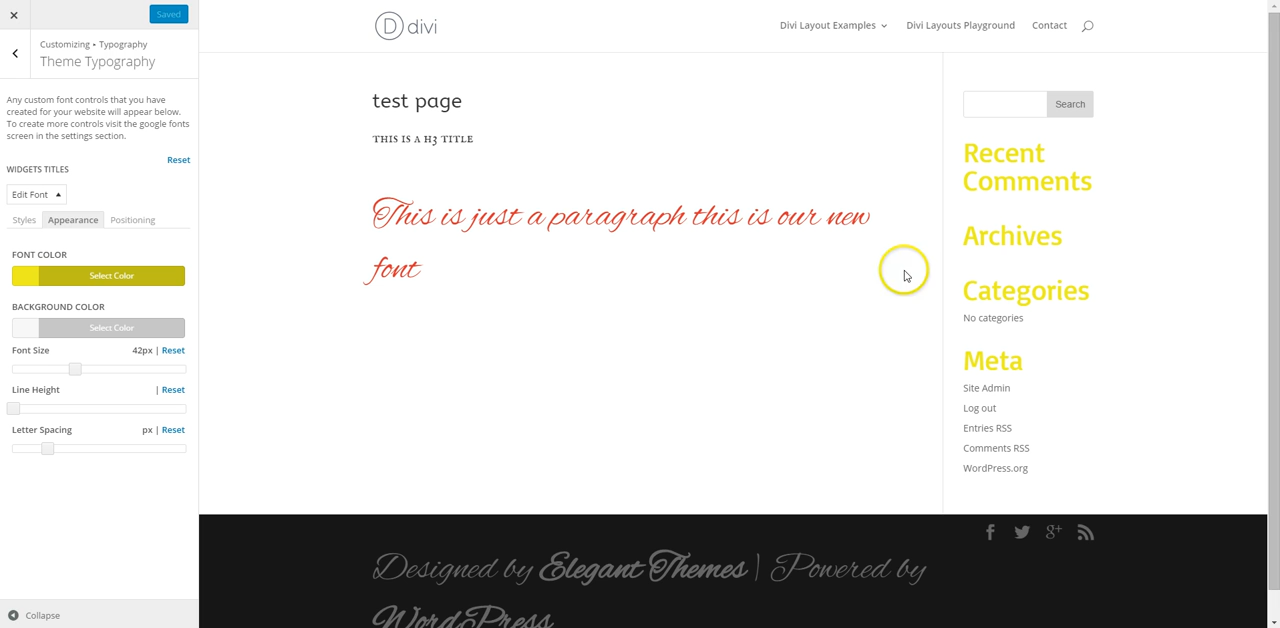 Saved
Customizing ▸ Typography
Theme Typography
Any custom font controls that you have
created for your website will appear below.
To create more controls visit the google fonts
screen in the settings section.
Reset
WIDGETS TITLES
Edit Font
Styles Appearance Positioning
FONT COLOR
Select Color
BACKGROUND COLOR
Select Color
Font Size 42px | Reset
Line Height | Reset
Letter Spacing px | Reset
Collapse
D divi
Divi Layout Examples Divi Layouts Playground Contact
test page
THIS IS A H3 TITLE
This is just a paragraph this is our new
font
Search
Recent
Comments
Archives
Categories
No categories
Meta
Site Admin
Log out
Entries RSS
Comments RSS
WordPress.org
Designed by Elegant Themes | Powered by
WordPress